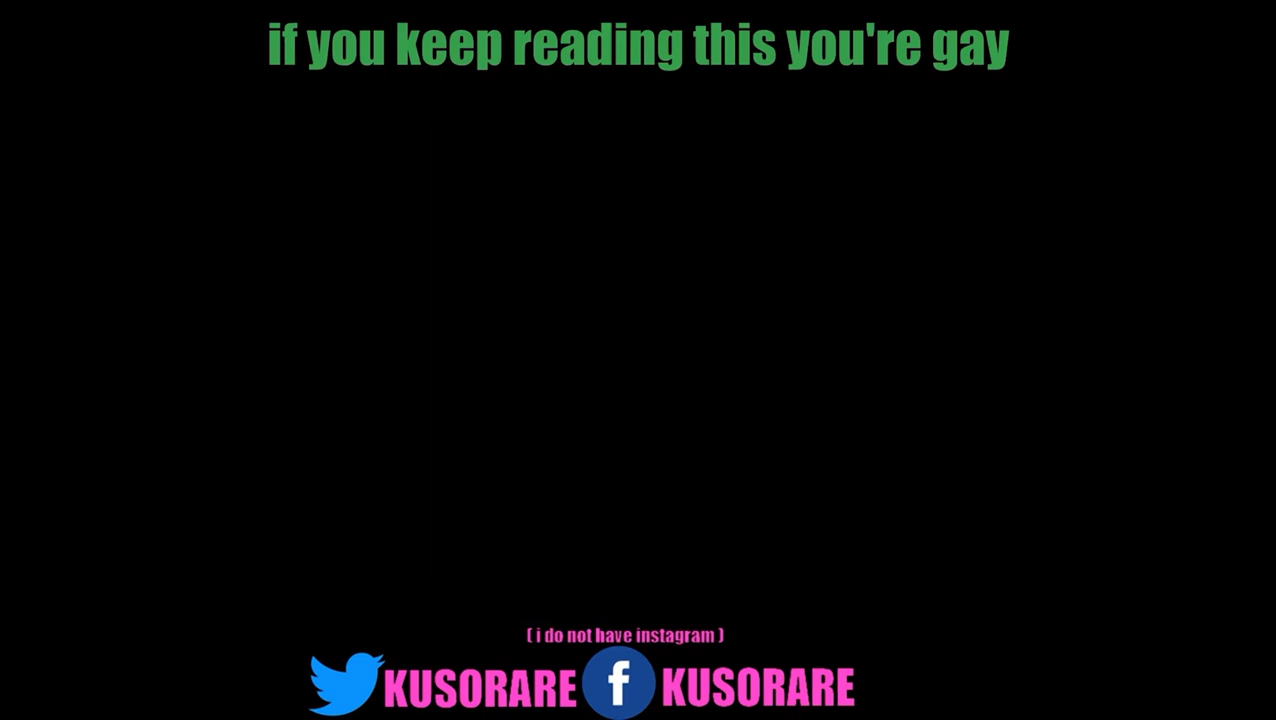 if you keep reading this you're gay
( i do not have instagram )
KUSORARE f KUSORARE